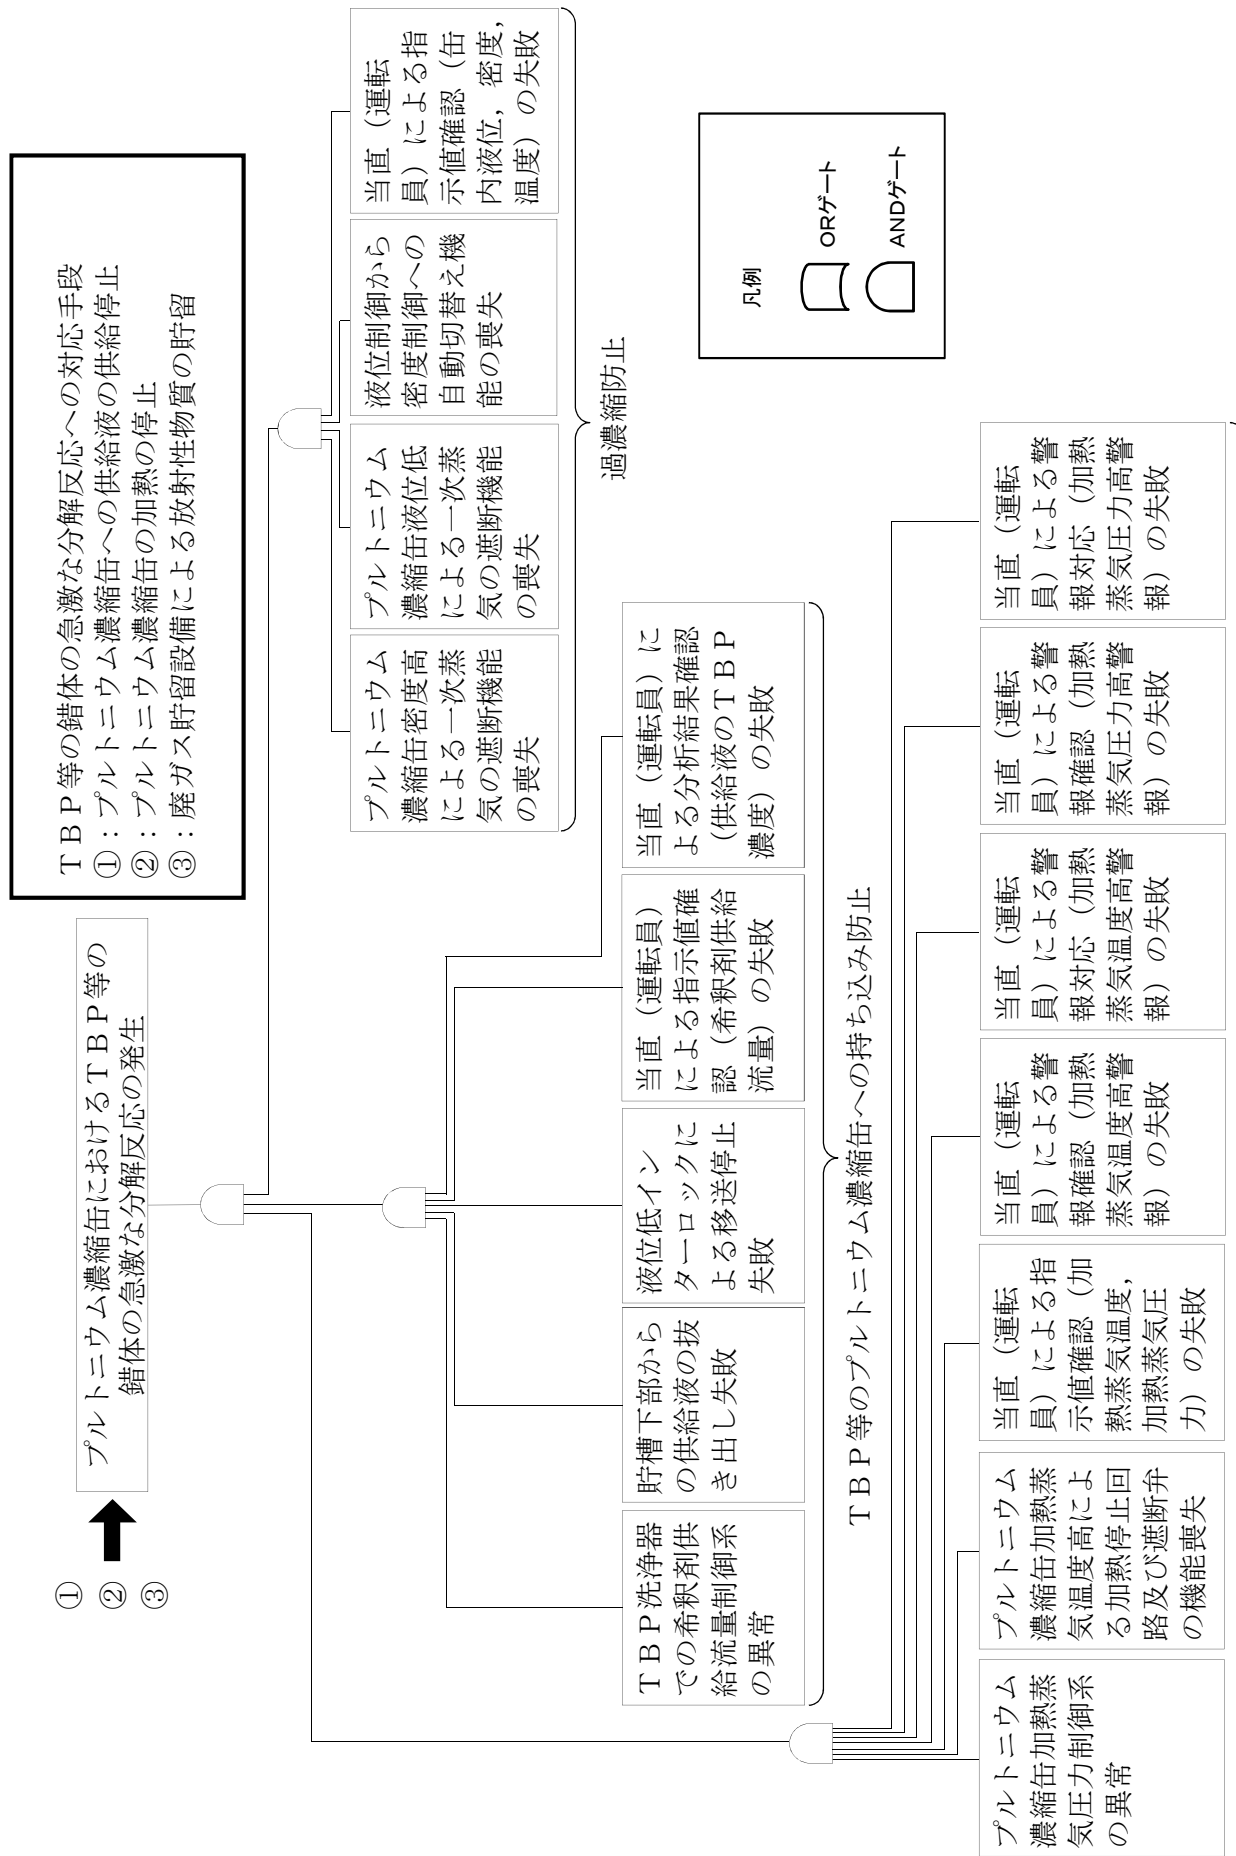 ①
②
③
プルトニウム濃縮缶におけるＴＢＰ等の
錯体の急激な分解反応の発生
ＴＢＰ等の錯体の急激な分解反応への対応手段
①：プルトニウム濃縮缶への供給液の供給停止
②：プルトニウム濃縮缶の加熱の停止
③：廃ガス貯留設備による放射性物質の貯留
プルトニウム
濃縮缶密度高
による一次蒸
気の遮断機能
の喪失
プルトニウム
濃縮缶液位低
による一次蒸
気の遮断機能
の喪失
液位制御から
密度制御への
自動切替え機
能の喪失
当直（運転
員）による指
示値確認（缶
内液位，密度，
温度）の失敗
過濃縮防止
ＴＢＰ洗浄器
での希釈剤供
給流量制御系
の異常
貯槽下部から
の供給液の抜
き出し失敗
液位低イン
ターロックに
よる移送停止
失敗
当直（運転員）
による指示値確
認（希釈剤供給
流量）の失敗
当直（運転員）に
よる分析結果確認
（供給液のＴＢＰ
濃度）の失敗
ＴＢＰ等のプルトニウム濃縮缶への持ち込み防止
凡例
ORゲート
ANDゲート
プルトニウム
濃縮缶加熱蒸
気圧力制御系
の異常
プルトニウム
濃縮缶加熱蒸
気温度高によ
る加熱停止回
路及び遮断弁
の機能喪失
当直（運転
員）による指
示値確認（加
熱蒸気温度，
加熱蒸気圧
力）の失敗
当直（運転
員）による警
報確認（加熱
蒸気温度高警
報）の失敗
当直（運転
員）による警
報対応（加熱
蒸気温度高警
報）の失敗
当直（運転
員）による警
報確認（加熱
蒸気圧力高警
報）の失敗
当直（運転
員）による警
報対応（加熱
蒸気圧力高警
報）の失敗